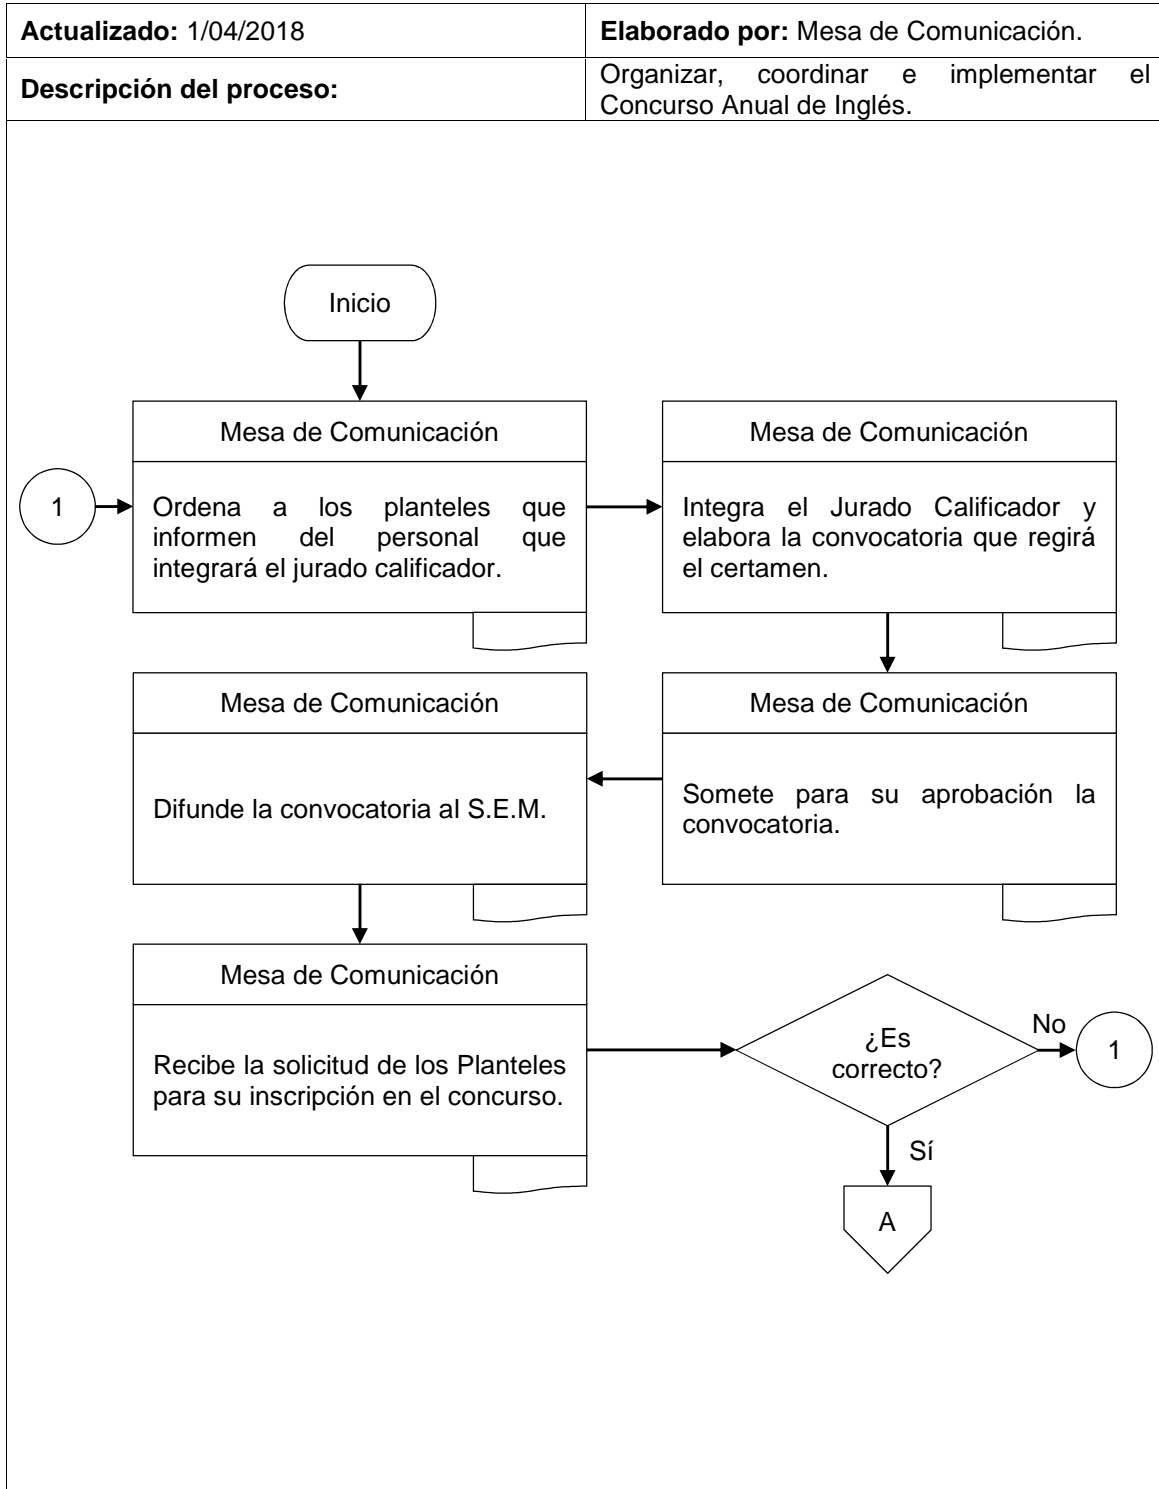 Actualizado: 1/04/2018
Elaborado por: Mesa de Comunicación.
Descripción del proceso:
Organizar, coordinar e implementar el
Concurso Anual de Inglés.
Inicio
Mesa de Comunicación
1
Ordena a los planteles que
informen del personal que
integrará el jurado calificador.
Mesa de Comunicación
Integra el Jurado Calificador y
elabora la convocatoria que regirá
el certamen.
Mesa de Comunicación
Somete para su aprobación la
convocatoria.
Mesa de Comunicación
Difunde la convocatoria al S.E.M.
Mesa de Comunicación
Recibe la solicitud de los Planteles
para su inscripción en el concurso.
¿Es
correcto?
No
1
Sí
A